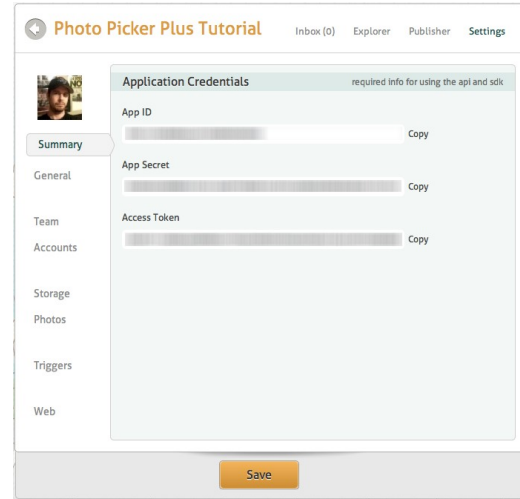 Photo Picker Plus Tutorial
Inbox (0) Explorer Publisher Settings
Application Credentials required info for using the api and sdk
Summary
General
Team
Accounts
Storage
Photos
Triggers
Web
App ID
Copy
App Secret
Copy
Access Token
Copy
Save